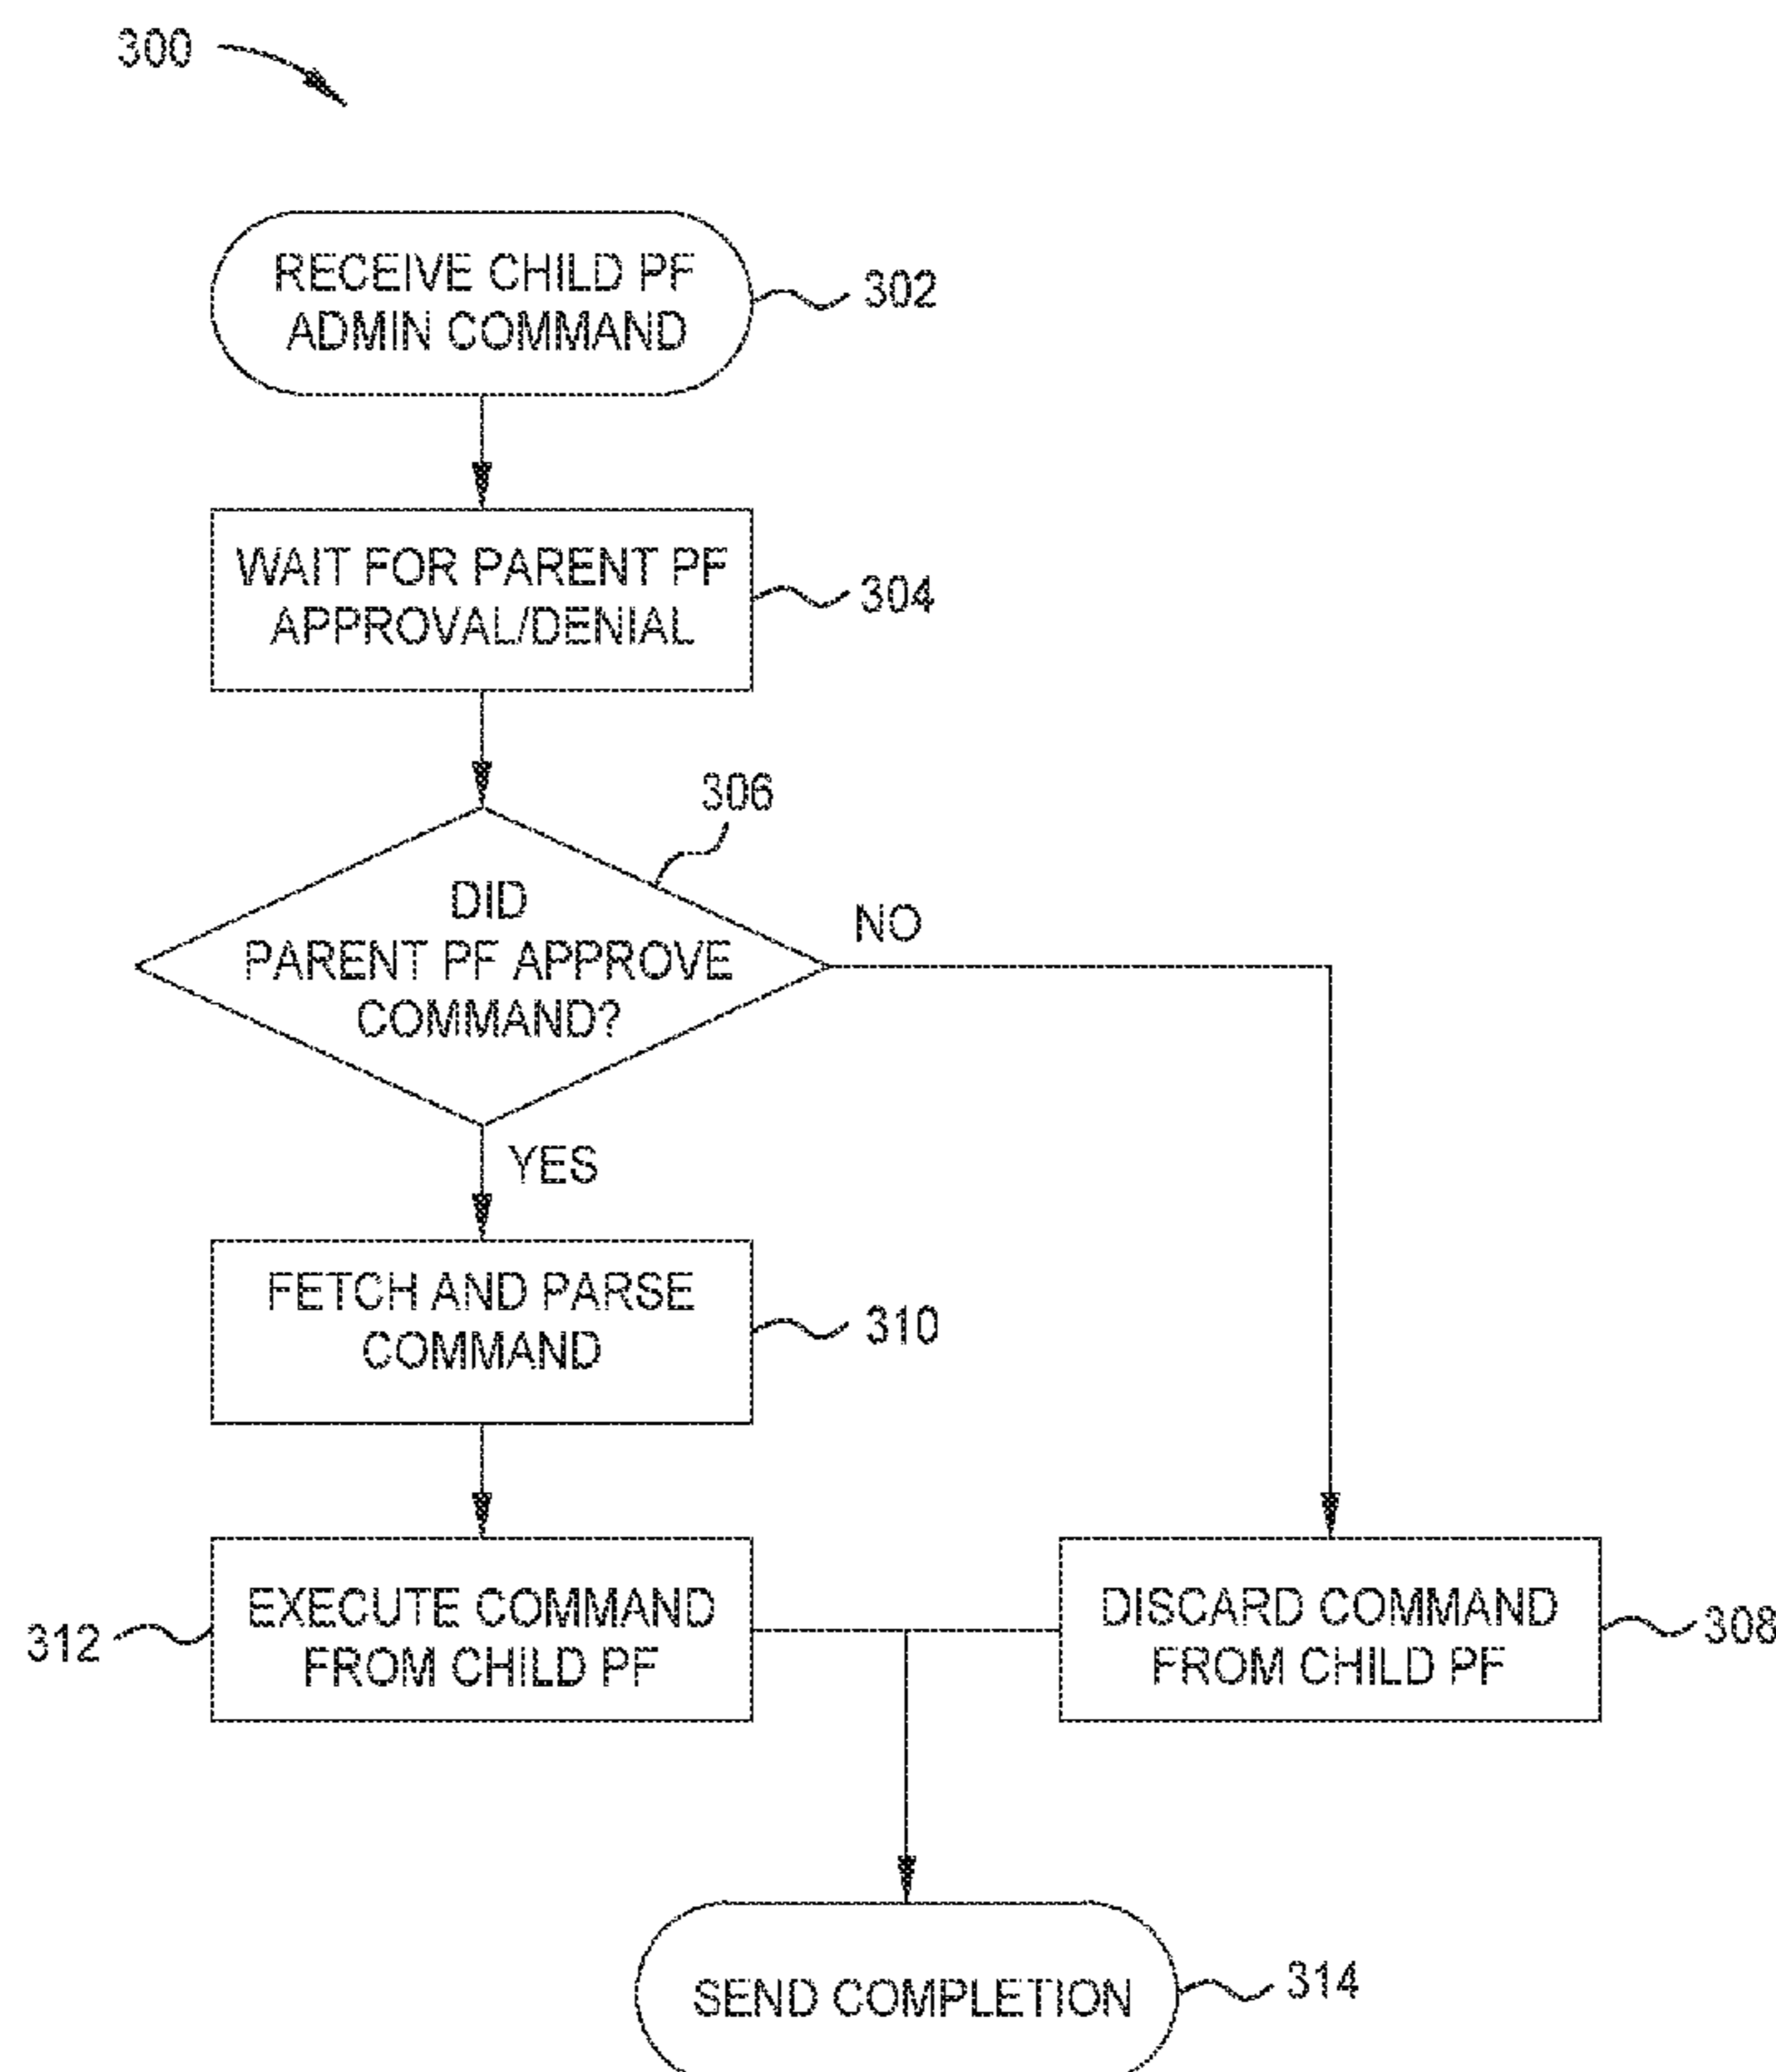 300
RECEIVE CHILD PF
ADMIN COMMAND
302
WAIT FOR PARENT PF
APPROVAL/DENIAL
304
306
DID
PARENT PF APPROVE
COMMAND?
NO
YES
FETCH AND PARSE
COMMAND
310
312
EXECUTE COMMAND
FROM CHILD PF
DISCARD COMMAND
FROM CHILD PF
308
SEND COMPLETION
314